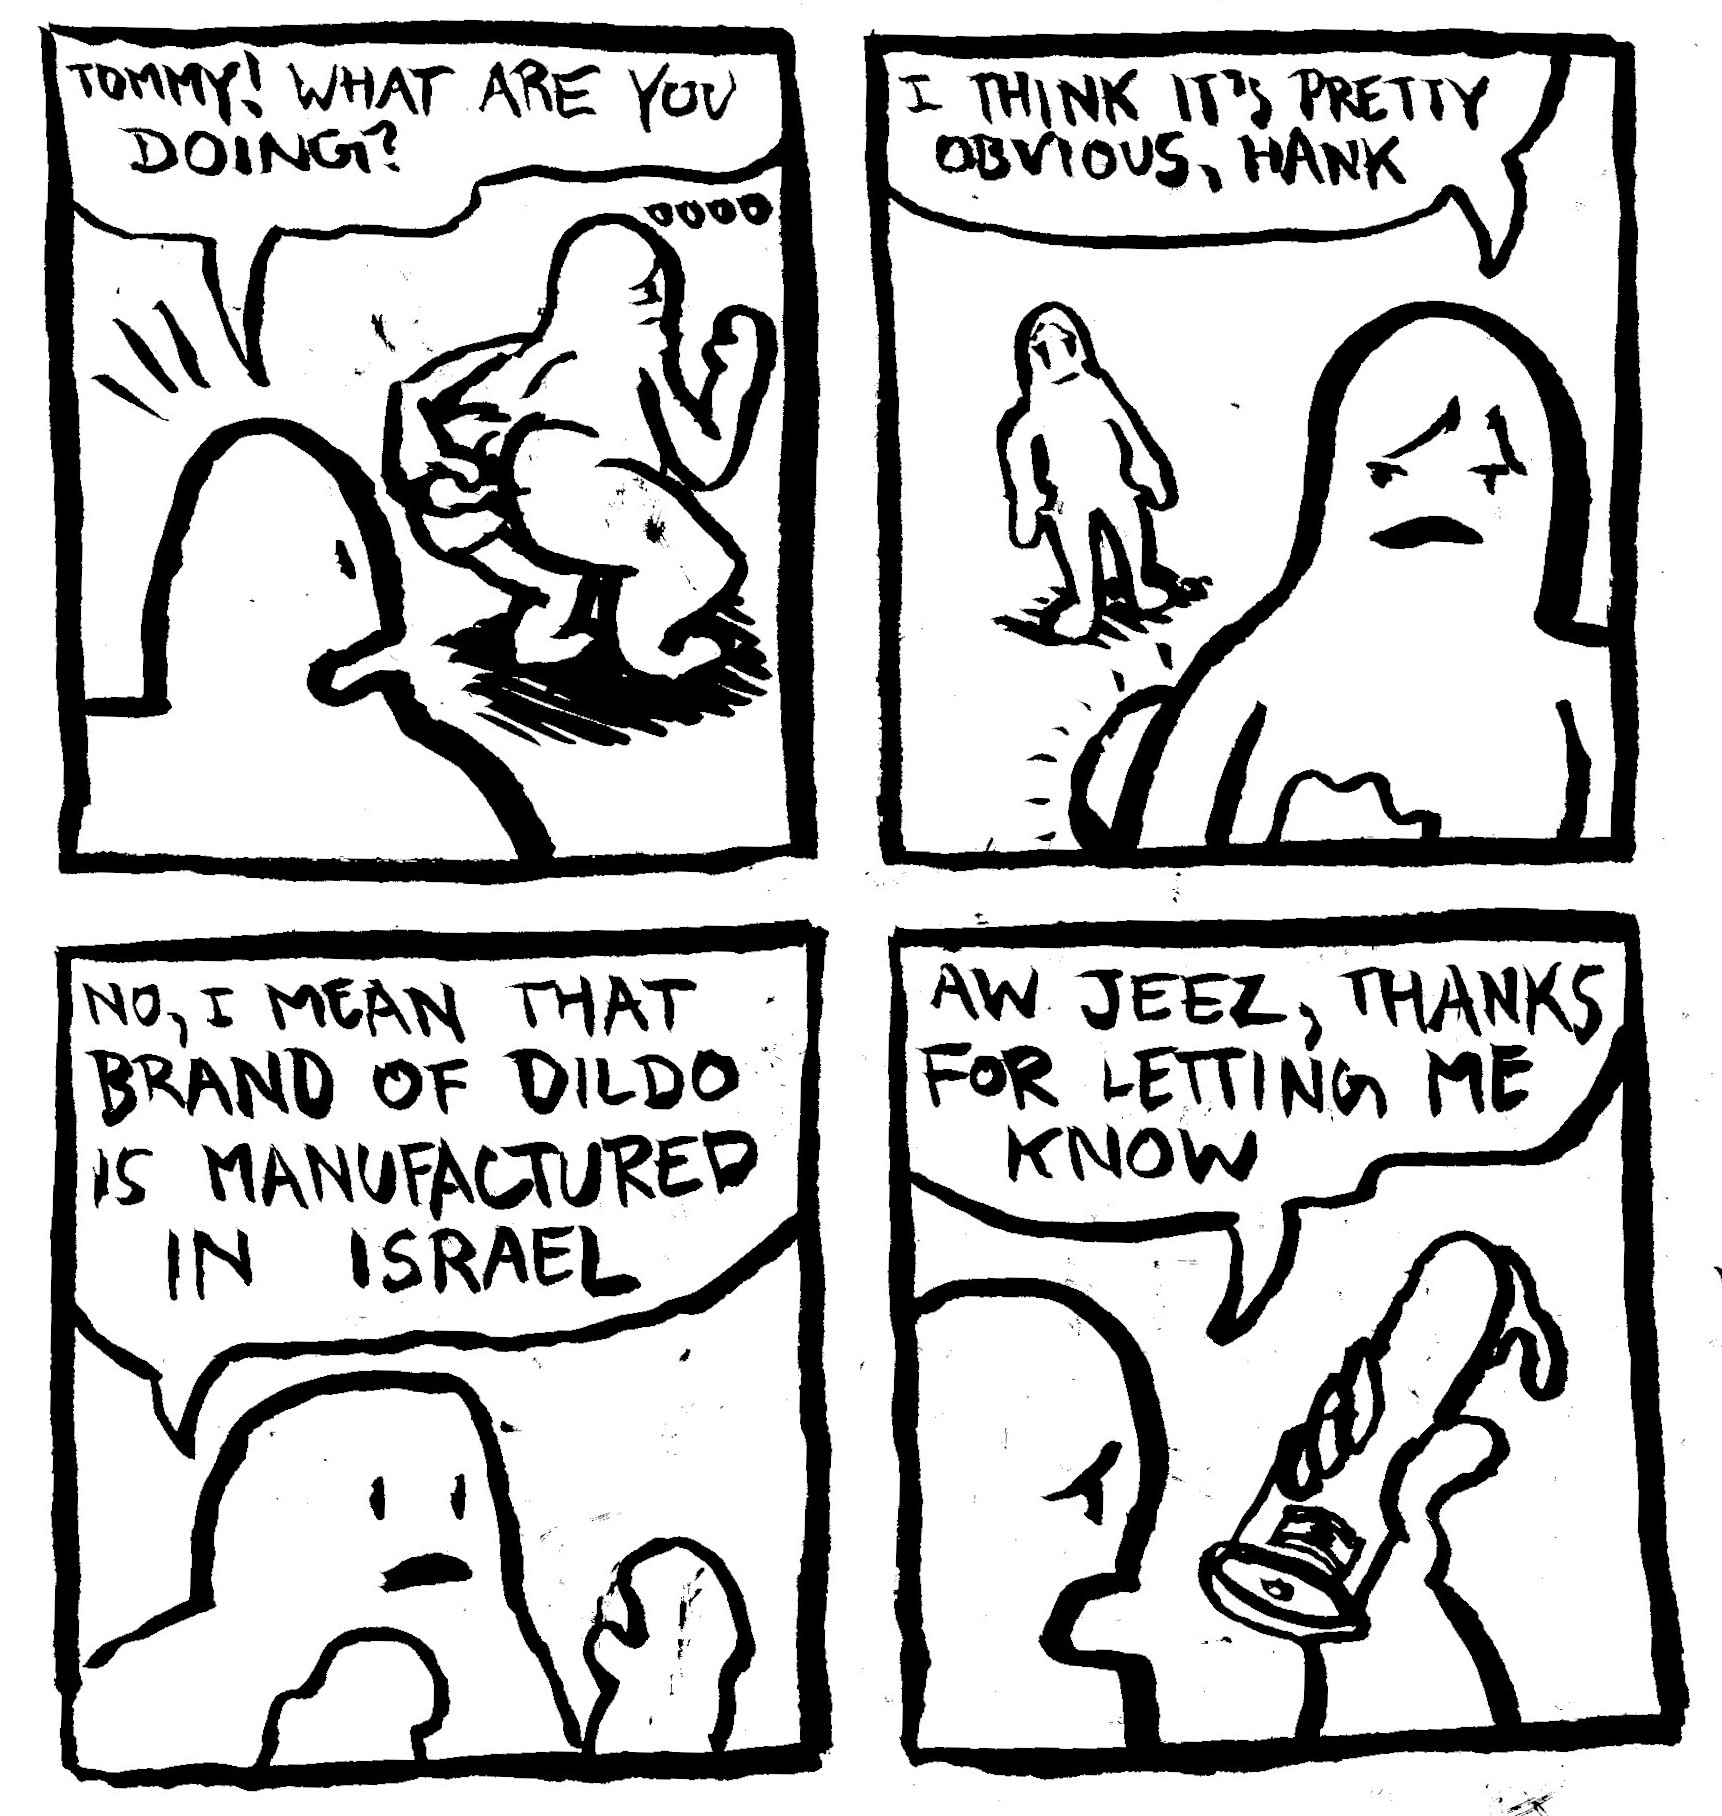 TOMMY! WHAT ARE YOU
DOING?
I THINK IT'S PRETTY
OBVIOUS, HANK
NO, I MEAN THAT
BRAND OF DILDO
IS MANUFACTURED
IN ISRAEL
AW JEEZ, THANKS
FOR LETTING ME
KNOW